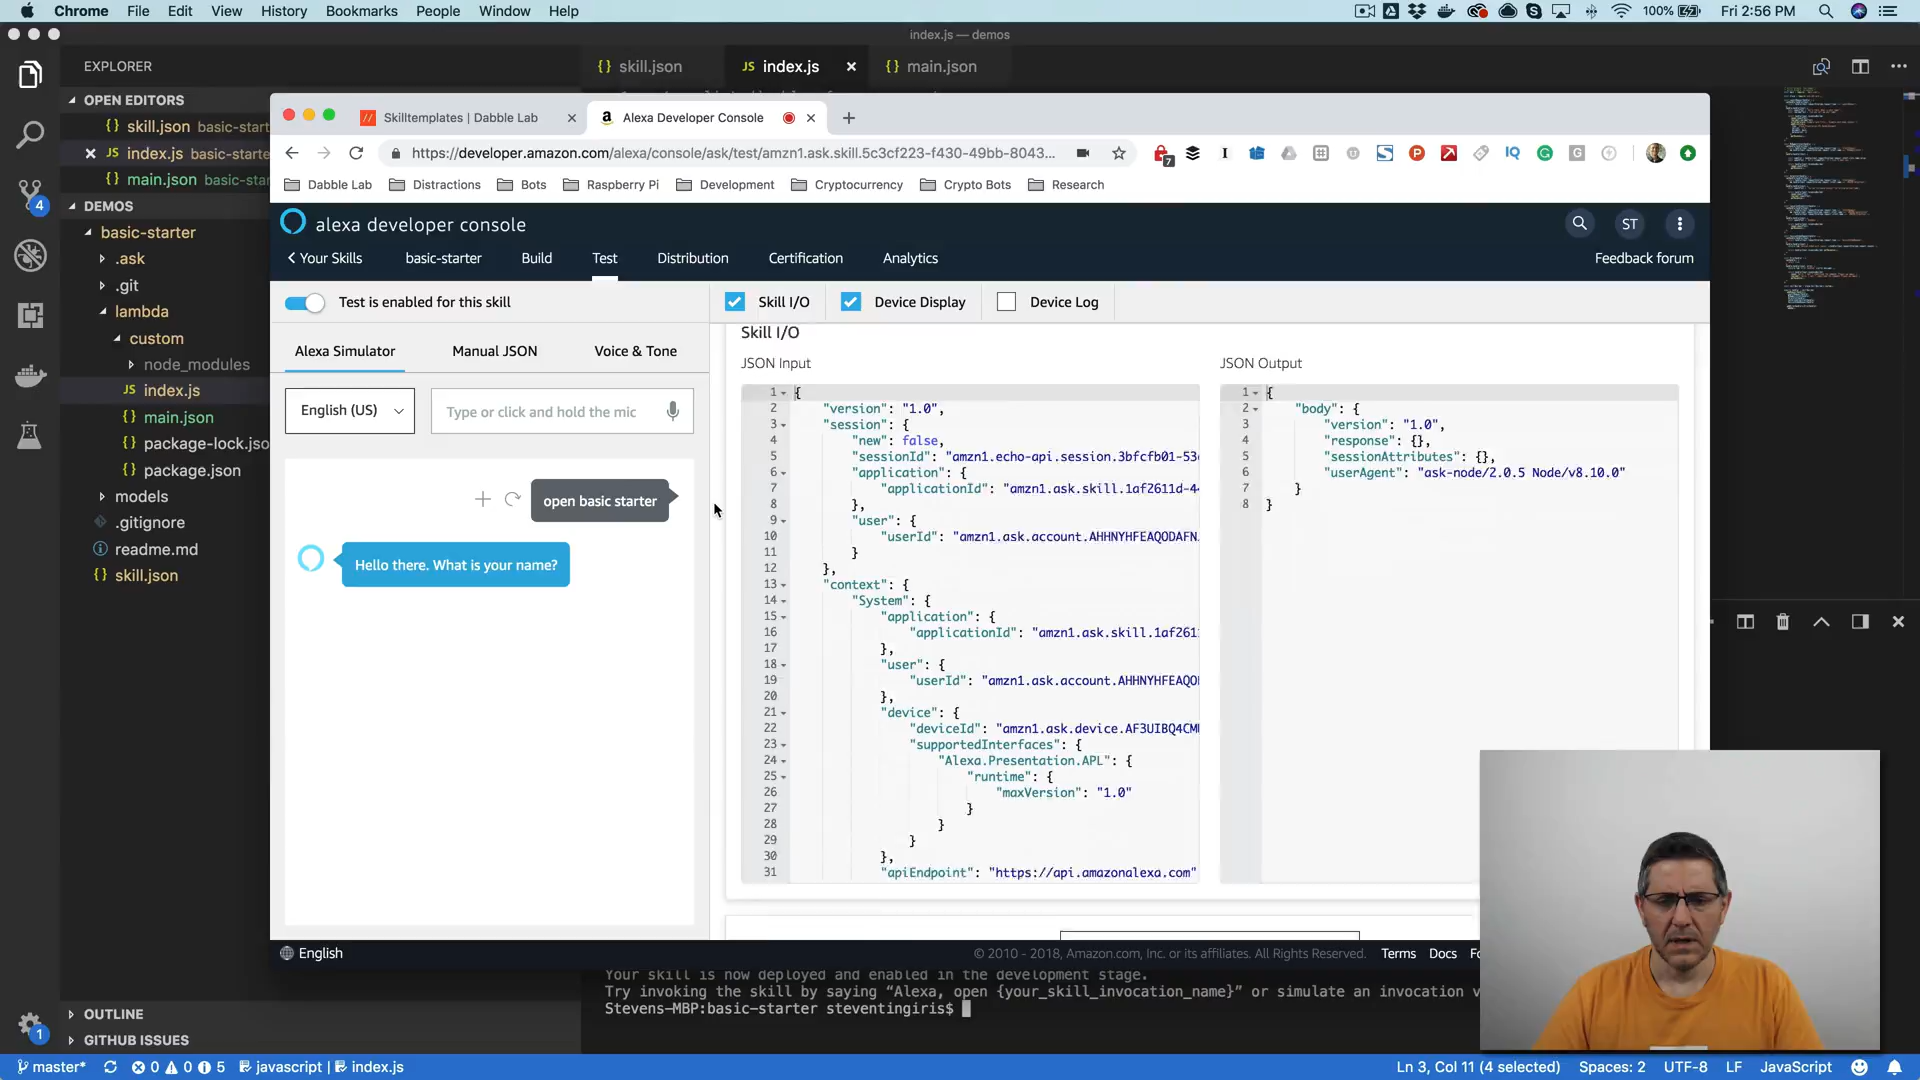 Chrome File Edit View History Bookmarks People Window Help 100% Fri 2:56 PM
index.js — demos
EXPLORER
skill.json
JS index.js
main.json
OPEN EDITORS
skill.json basic-start
JS index.js basic-starte
main.json basic-star
4
DEMOS
basic-starter
.ask
.git
lambda
custom
node_modules
JS index.js
main.json
package-lock.jso
package.json
models
.gitignore
readme.md
skill.json
Skilltemplates | Dabble Lab
Alexa Developer Console
https://developer.amazon.com/alexa/console/ask/test/amzn1.ask.skill.5c3cf223-f430-49bb-8043...
7
Dabble Lab Distractions Bots Raspberry Pi Development Cryptocurrency Crypto Bots Research
alexa developer console
ST
Your Skills basic-starter Build Test Distribution Certification Analytics Feedback forum
Test is enabled for this skill
Skill I/O Device Display Device Log
Alexa Simulator Manual JSON Voice & Tone
English (US)
Type or click and hold the mic
open basic starter
Hello there. What is your name?
Skill I/O
JSON Input
1 {
2 "version": "1.0",
3 "session": {
4 "new": false,
5 "sessionId": "amzn1.echo-api.session.3bfcfb01-53
6 "application": {
7 "applicationId": "amzn1.ask.skill.1af2611d-4
8 },
9 "user": {
10 "userId": "amzn1.ask.account.AHHNYHFEAQODAFN
11 }
12 },
13 "context": {
14 "System": {
15 "application": {
16 "applicationId": "amzn1.ask.skill.1af261
17 },
18 "user": {
19 "userId": "amzn1.ask.account.AHHNYHFEAQO
20 },
21 "device": {
22 "deviceId": "amzn1.ask.device.AF3UIBQ4CM
23 "supportedInterfaces": {
24 "Alexa.Presentation.APL": {
25 "runtime": {
26 "maxVersion": "1.0"
27 }
28 }
29 }
30 },
31 "apiEndpoint": "https://api.amazonalexa.com"
JSON Output
1 {
2 "body": {
3 "version": "1.0",
4 "response": {},
5 "sessionAttributes": {},
6 "userAgent": "ask-node/2.0.5 Node/v8.10.0"
7 }
8 }
English
© 2010 - 2018, Amazon.com, Inc. or its affiliates. All Rights Reserved. Terms Docs
Your skill is now deployed and enabled in the development stage.
Try invoking the skill by saying “Alexa, open {your_skill_invocation_name}” or simulate an invocation v
Stevens-MBP:basic-starter steventingiris$
OUTLINE
GITHUB ISSUES
1
master* 0 0 5 javascript | index.js
Ln 3, Col 11 (4 selected) Spaces: 2 UTF-8 LF JavaScript